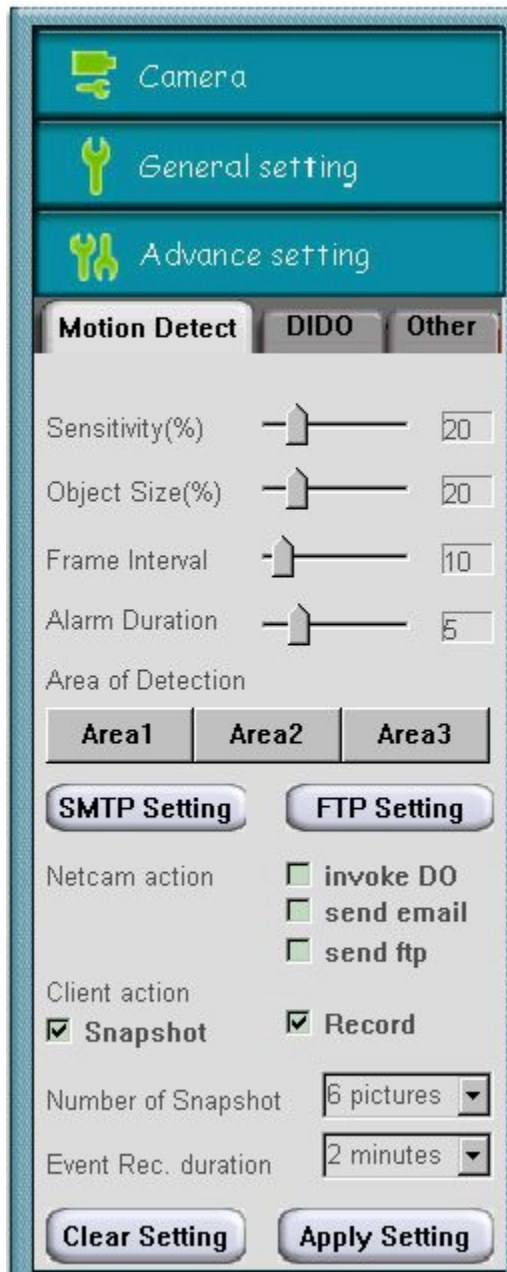 Camera
General setting
Advance setting
Motion Detect DIDO Other
Sensitivity(%) 20
Object Size(%) 20
Frame Interval 10
Alarm Duration 5
Area of Detection
Area1 Area2 Area3
SMTP Setting FTP Setting
Netcam action invoke DO
send email
send ftp
Client action
Snapshot Record
Number of Snapshot 6 pictures
Event Rec. duration 2 minutes
Clear Setting Apply Setting